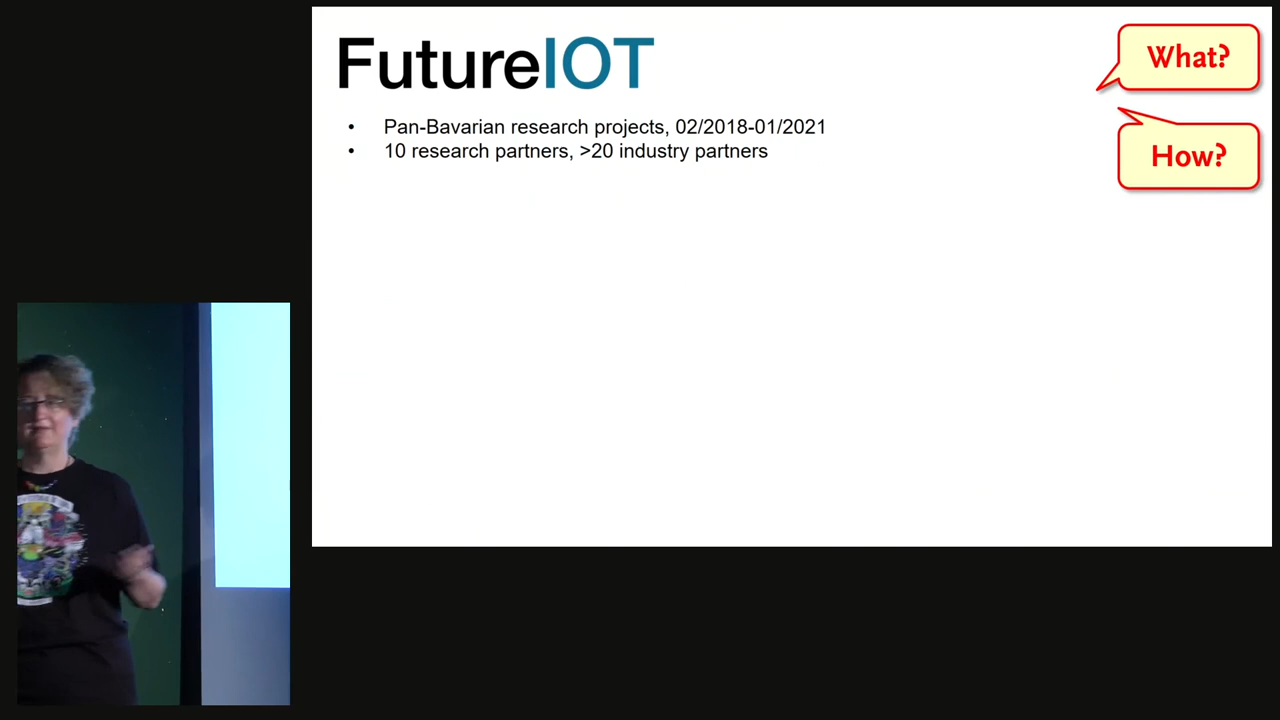 FutureIOT
What?
• Pan-Bavarian research projects, 02/2018-01/2021
• 10 research partners, >20 industry partners
How?